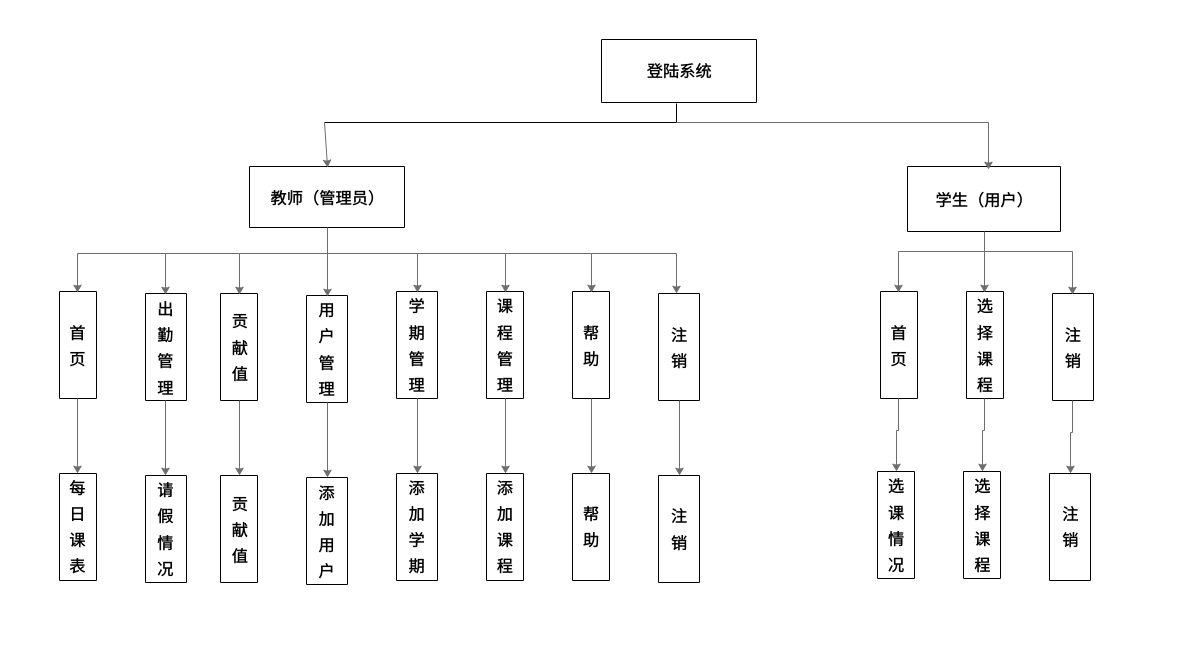 登陆系统
教师（管理员）
学生（用户）
首页
出勤管理
贡献值
用户管理
学期管理
课程管理
帮助
注销
首页
选择课程
注销
每日课表
请假情况
贡献值
添加用户
添加学期
添加课程
帮助
注销
选课情况
选择课程
注销